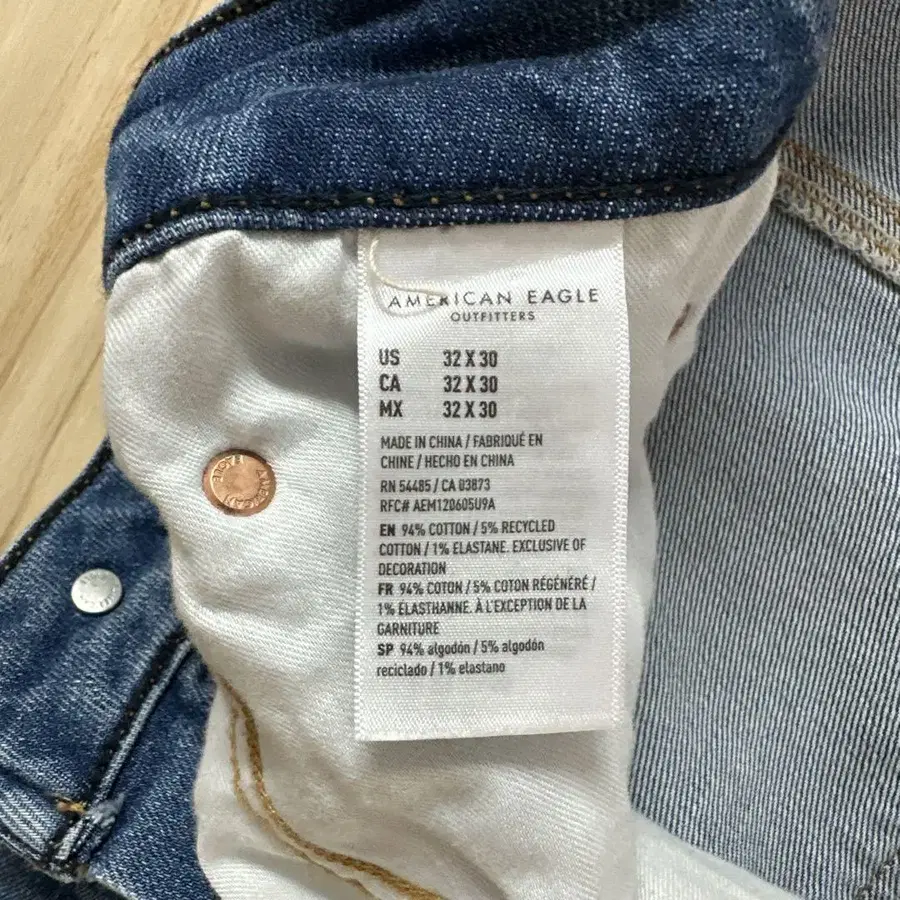 AMERICAN EAGLE
OUTFITTERS
US 32 X 30
CA 32 X 30
MX 32 X 30
MADE IN CHINA / FABRIQUÉ EN
CHINE / HECHO EN CHINA
RN 54485 / CA 03873
RFC# AEM120605U9A
EN 94% COTTON / 5% RECYCLED
COTTON / 1% ELASTANE. EXCLUSIVE OF
DECORATION
FR 94% COTON / 5% COTON RÉGÉNÉRÉ /
1% ÉLASTHANNE. À L'EXCEPTION DE LA
GARNITURE
SP 94% algodón / 5% algodón
reciclado / 1% elastano
AMERICAN
EAGLE